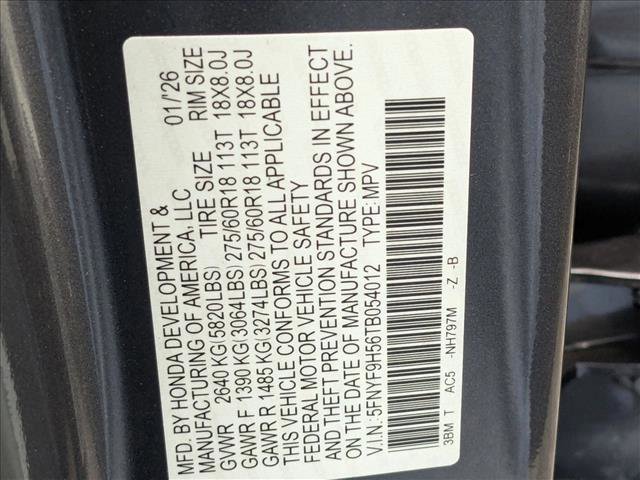 MFD. BY HONDA DEVELOPMENT & 01/'26
MANUFACTURING OF AMERICA, LLC
TIRE SIZE RIM SIZE
GVWR 2640 KG(5820LBS)
GAWR F 1390 KG(3064LBS) 275/60R18 113T 18X8.0J
GAWR R 1485 KG(3274LBS) 275/60R18 113T 18X8.0J
THIS VEHICLE CONFORMS TO ALL APPLICABLE
FEDERAL MOTOR VEHICLE SAFETY
AND THEFT PREVENTION STANDARDS IN EFFECT
ON THE DATE OF MANUFACTURE SHOWN ABOVE.
V.I.N.: 5FNYF9H56TB054012 TYPE: MPV
3BM T AC5 -NH797M -Z -B